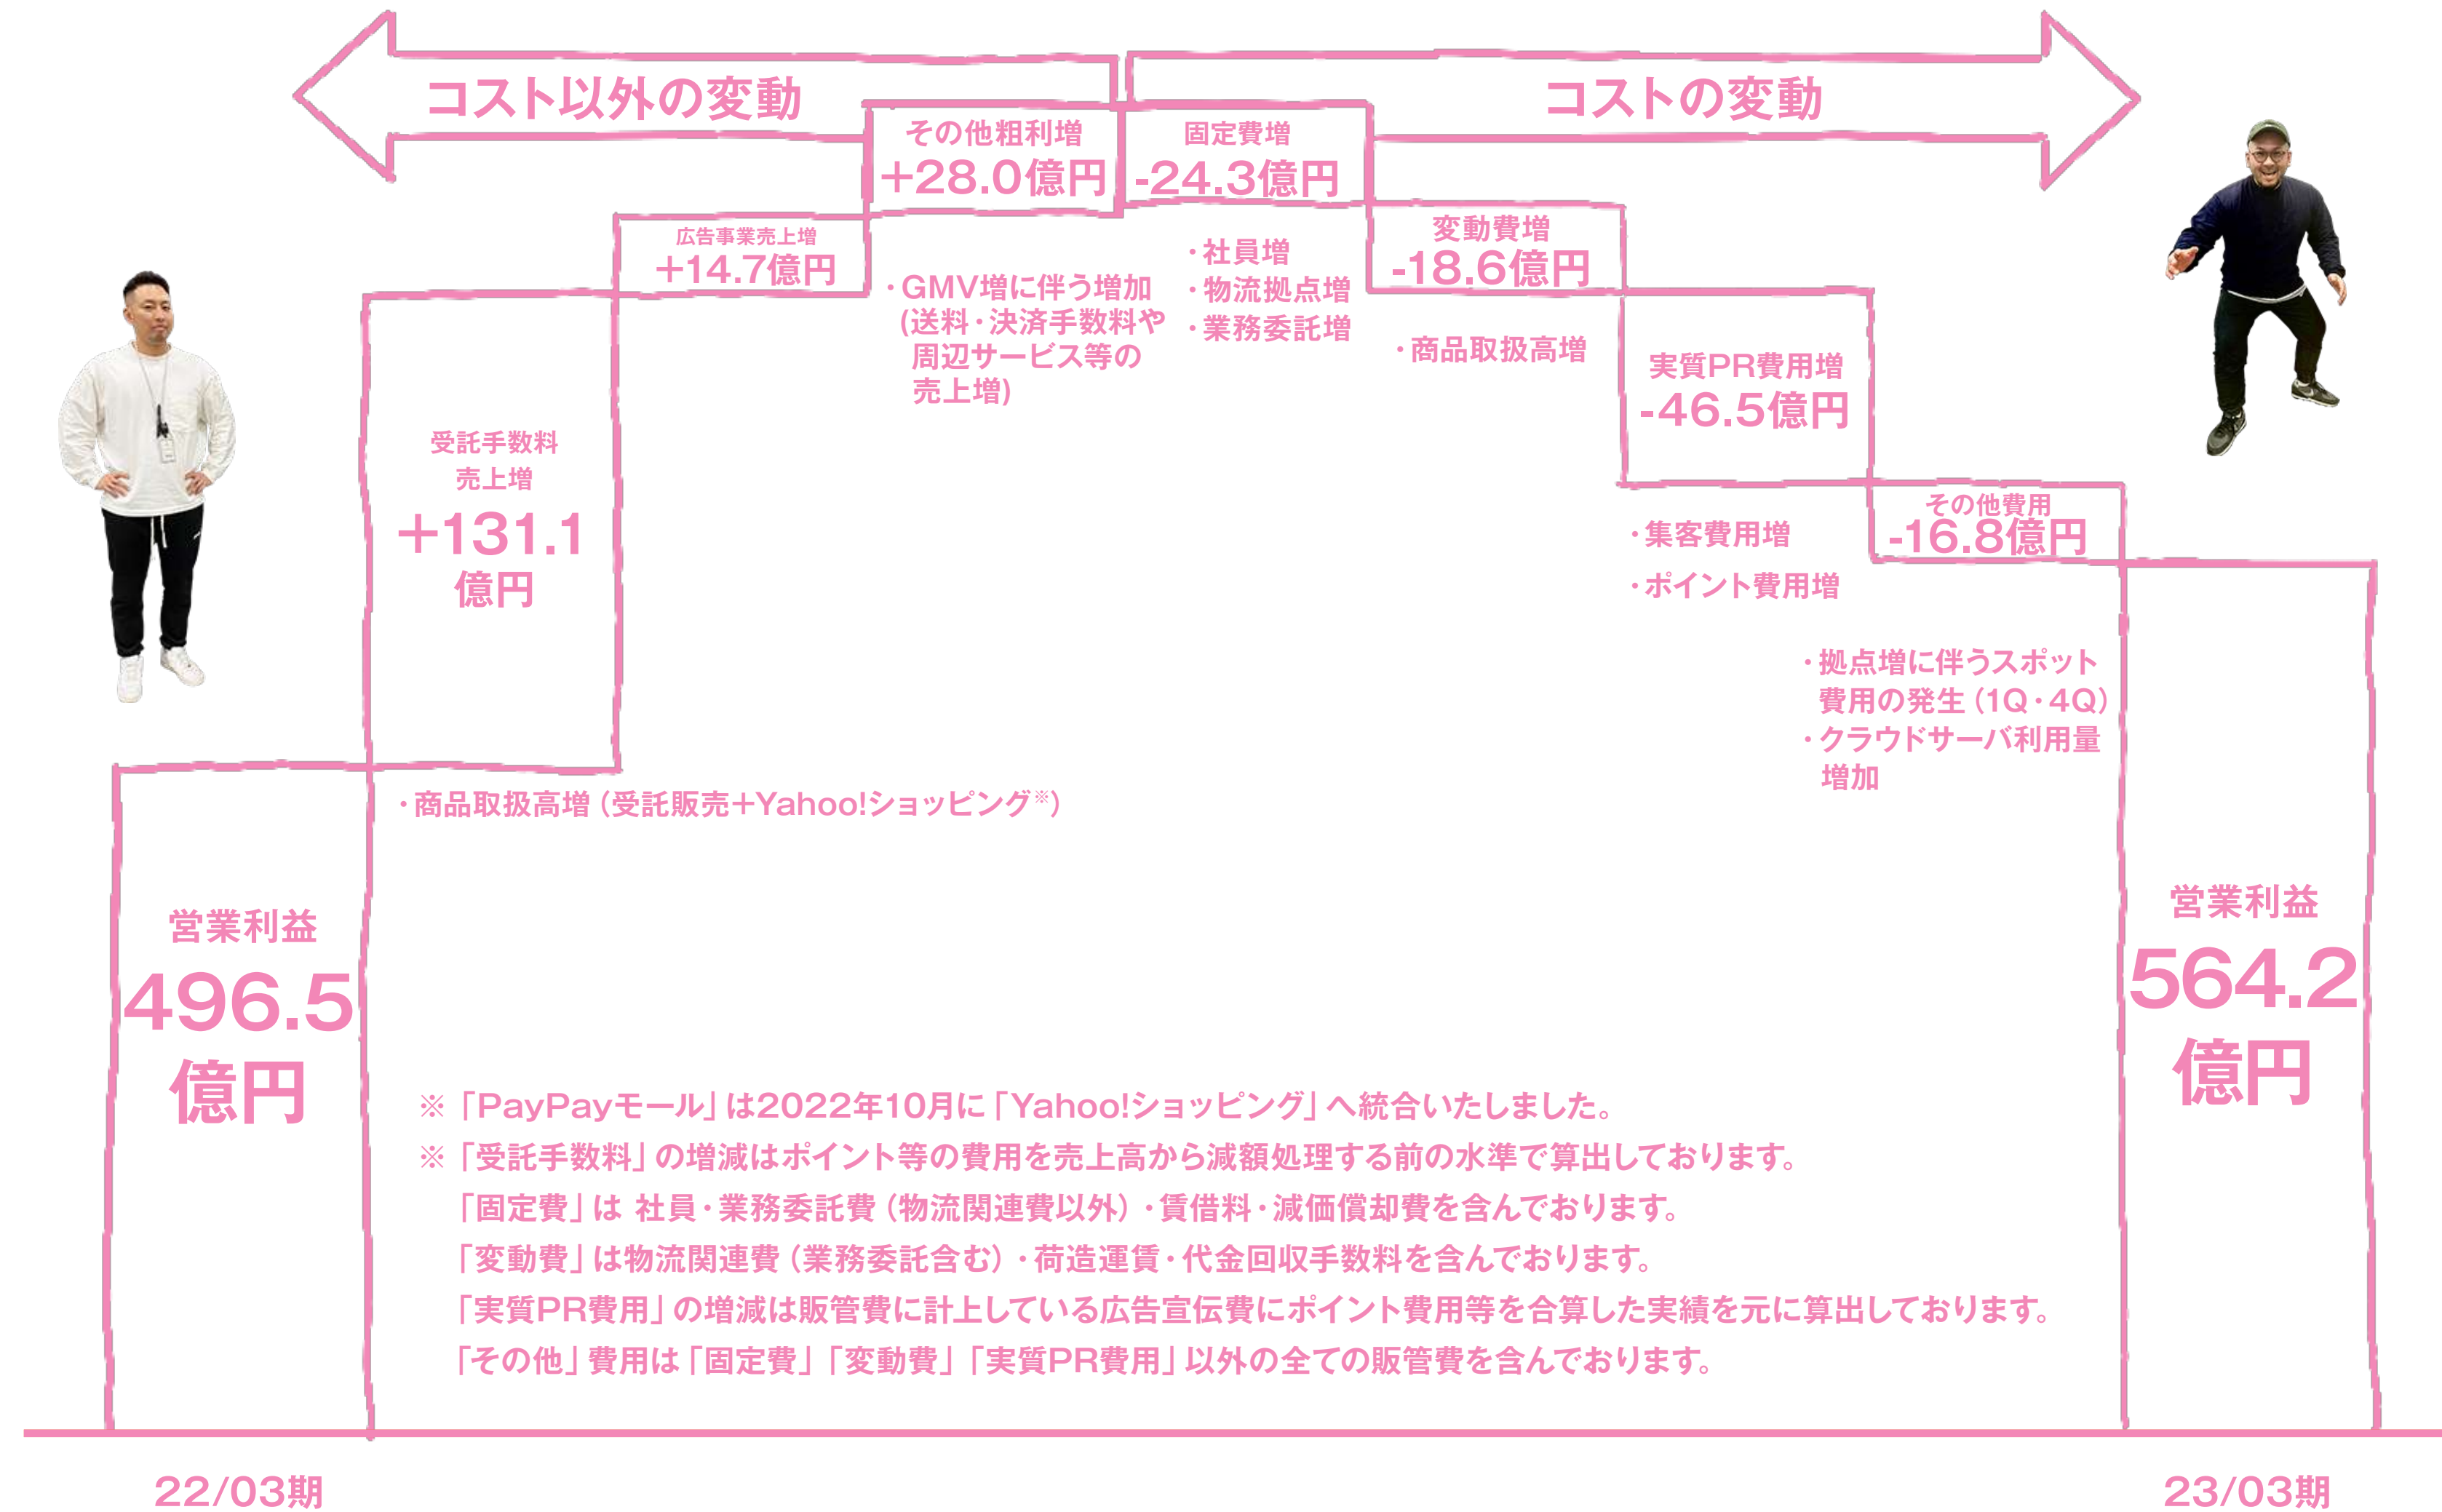 コスト以外の変動
コストの変動
その他粗利増
+28.0億円
固定費増
-24.3億円
広告事業売上増
+14.7億円
・GMV増に伴う増加
(送料・決済手数料や
周辺サービス等の
売上増)
・社員増
・物流拠点増
・業務委託増
変動費増
-18.6億円
・商品取扱高増
受託手数料
売上増
+131.1
億円
・商品取扱高増（受託販売+Yahoo!ショッピング※）
実質PR費用増
-46.5億円
・集客費用増
・ポイント費用増
その他費用
-16.8億円
・拠点増に伴うスポット
費用の発生（1Q・4Q）
・クラウドサーバ利用量
増加
営業利益
496.5
億円
営業利益
564.2
億円
※「PayPayモール」は2022年10月に「Yahoo!ショッピング」へ統合いたしました。
※「受託手数料」の増減はポイント等の費用を売上高から減額処理する前の水準で算出しております。
「固定費」は 社員・業務委託費（物流関連費以外）・賃借料・減価償却費を含んでおります。
「変動費」は物流関連費（業務委託含む）・荷造運賃・代金回収手数料を含んでおります。
「実質PR費用」の増減は販管費に計上している広告宣伝費にポイント費用等を合算した実績を元に算出しております。
「その他」費用は「固定費」「変動費」「実質PR費用」以外の全ての販管費を含んでおります。
22/03期
23/03期